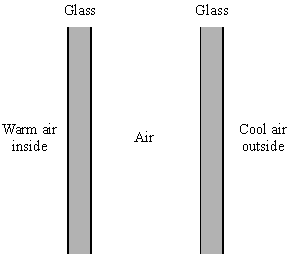 Glass
Glass
Warm air
inside
Air
Cool air
outside